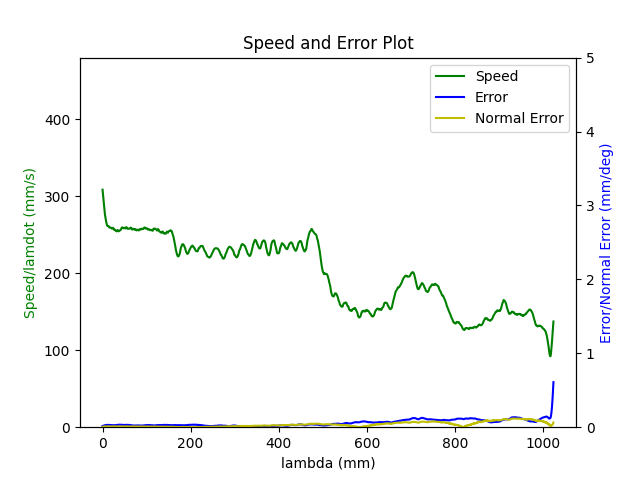 Speed and Error Plot
Speed
Error
Normal Error
Speed/lamdot (mm/s)
400
300
200
100
0
Error/Normal Error (mm/deg)
5
4
3
2
1
0
0 200 400 600 800 1000
lambda (mm)